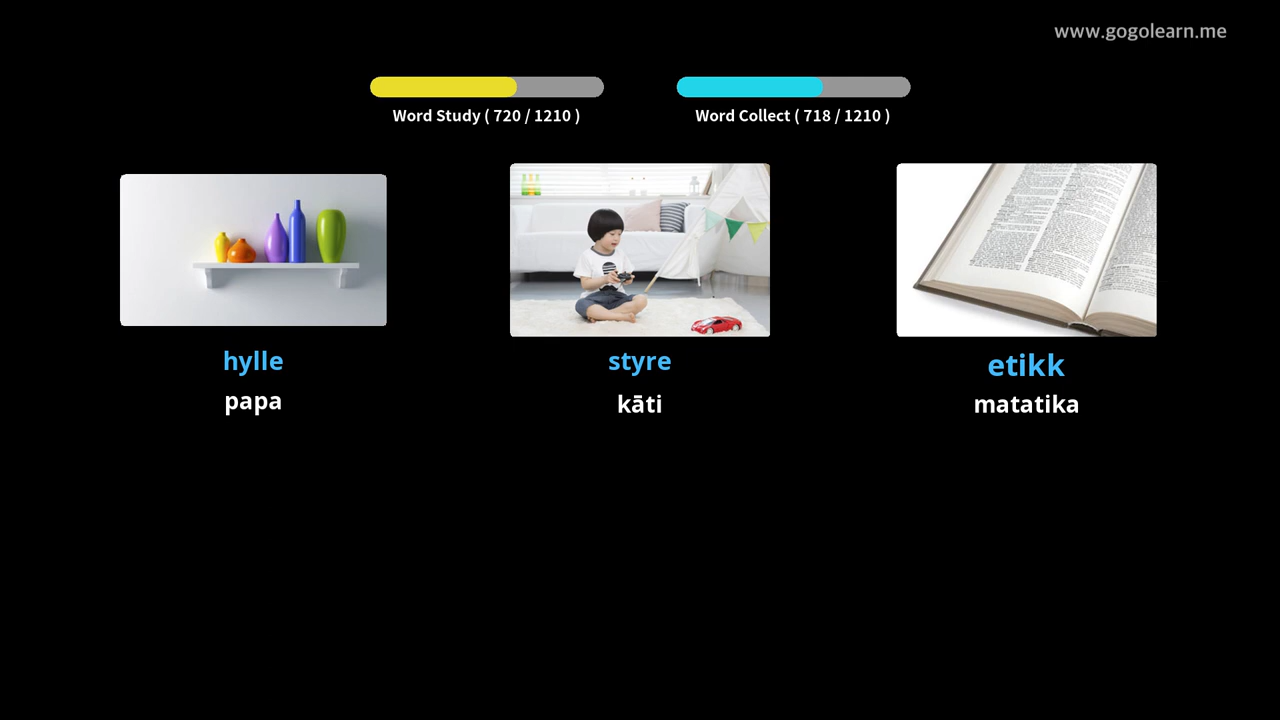 www.gogolearn.me
Word Study ( 720 / 1210 )
Word Collect ( 718 / 1210 )
hylle
papa
styre
kāti
etikk
matatika